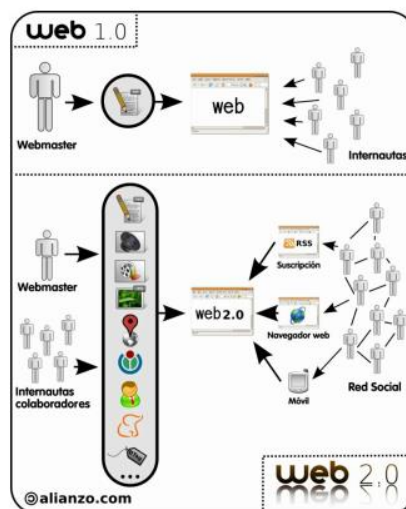 web 1.0
web
Webmaster
Internautas
RSS
Suscripción
Webmaster
web2.0
Navegador web
Internautas
colaboradores
Móvil
Red Social
©alianzo.com
web 2.0